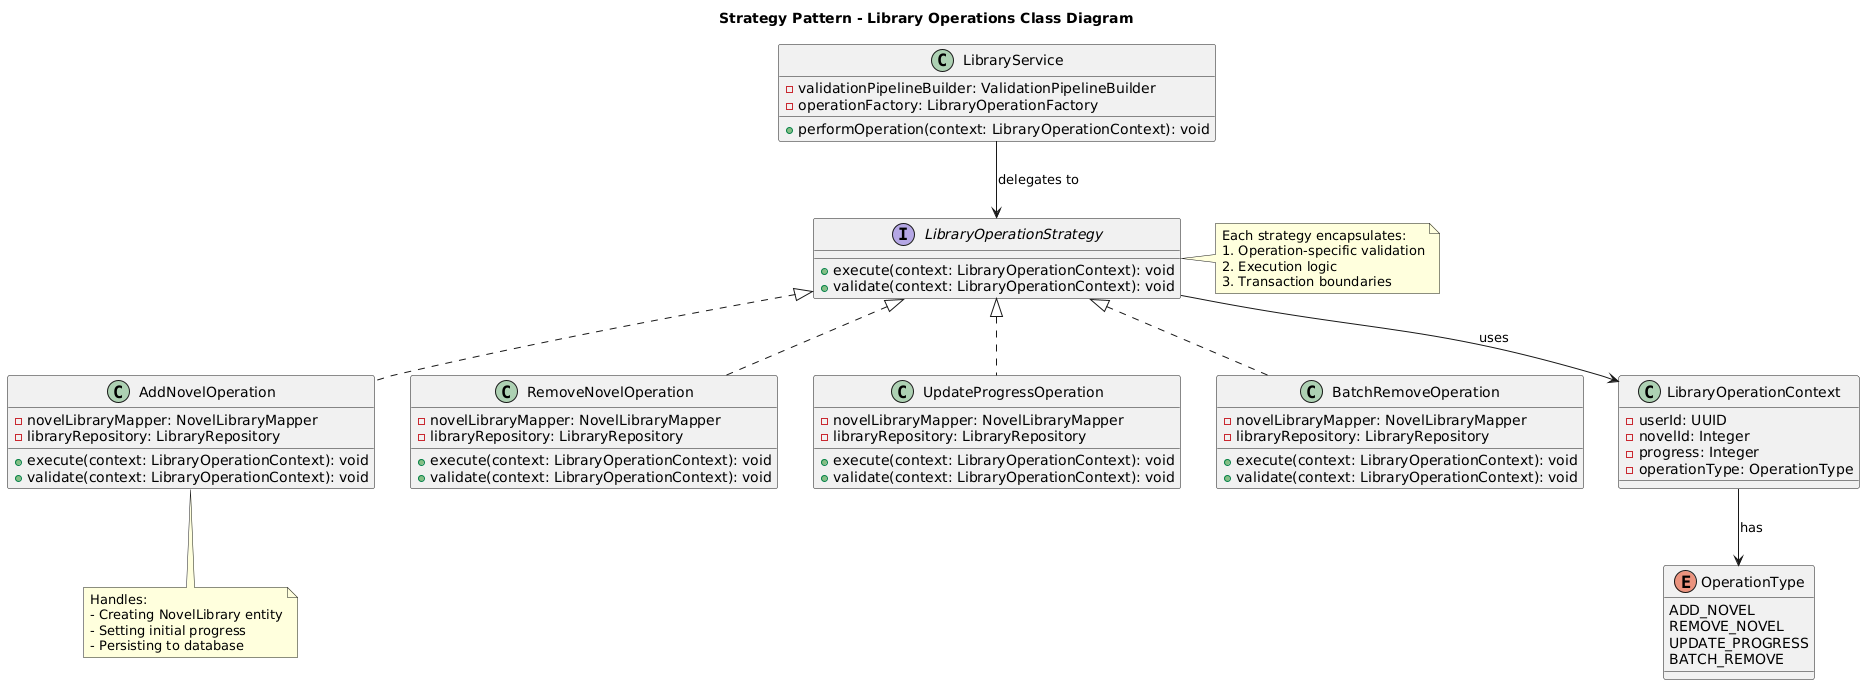 Strategy Pattern - Library Operations Class Diagram
C LibraryService
validationPipelineBuilder: ValidationPipelineBuilder
operationFactory: LibraryOperationFactory
performOperation(context: LibraryOperationContext): void
delegates to
I LibraryOperationStrategy
execute(context: LibraryOperationContext): void
validate(context: LibraryOperationContext): void
Each strategy encapsulates:
1. Operation-specific validation
2. Execution logic
3. Transaction boundaries
uses
C AddNovelOperation
novelLibraryMapper: NovelLibraryMapper
libraryRepository: LibraryRepository
execute(context: LibraryOperationContext): void
validate(context: LibraryOperationContext): void
C RemoveNovelOperation
novelLibraryMapper: NovelLibraryMapper
libraryRepository: LibraryRepository
execute(context: LibraryOperationContext): void
validate(context: LibraryOperationContext): void
C UpdateProgressOperation
novelLibraryMapper: NovelLibraryMapper
libraryRepository: LibraryRepository
execute(context: LibraryOperationContext): void
validate(context: LibraryOperationContext): void
C BatchRemoveOperation
novelLibraryMapper: NovelLibraryMapper
libraryRepository: LibraryRepository
execute(context: LibraryOperationContext): void
validate(context: LibraryOperationContext): void
C LibraryOperationContext
userId: UUID
novelId: Integer
progress: Integer
operationType: OperationType
has
Handles:
- Creating NovelLibrary entity
- Setting initial progress
- Persisting to database
E OperationType
ADD_NOVEL
REMOVE_NOVEL
UPDATE_PROGRESS
BATCH_REMOVE